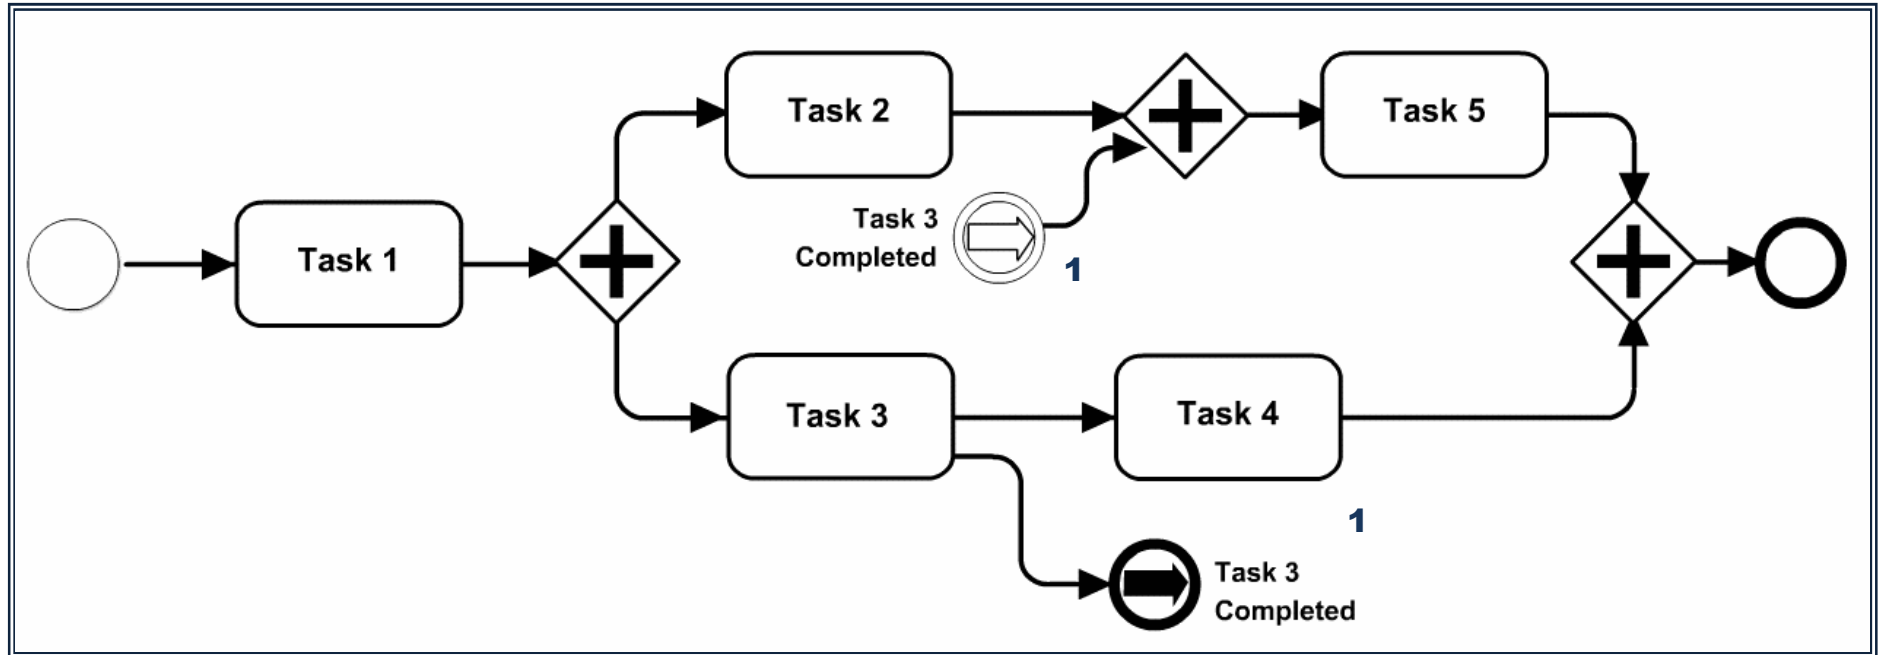 Task 2
Task 5
Task 3
Completed
1
Task 1
Task 3
Task 4
1
Task 3
Completed